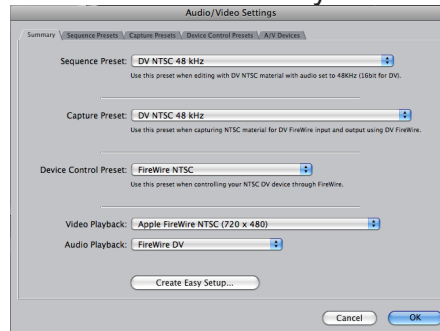 Audio/Video Settings
Summary Sequence Presets Capture Presets Device Control Presets A/V Devices
Sequence Preset: DV NTSC 48 kHz
Use this preset when editing with DV NTSC material with audio set to 48KHz (16bit for DV).
Capture Preset: DV NTSC 48 kHz
Use this preset when capturing NTSC material for DV FireWire input and output using DV FireWire.
Device Control Preset: FireWire NTSC
Use this preset when controlling your NTSC DV device through FireWire.
Video Playback: Apple FireWire NTSC (720 x 480)
Audio Playback: FireWire DV
Create Easy Setup...
Cancel OK